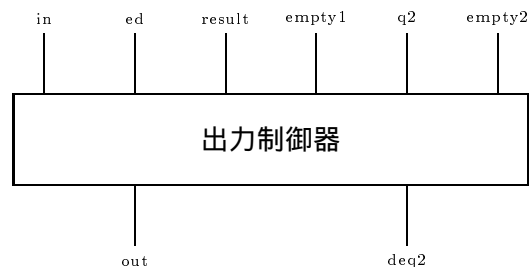 in ed result empty1 q2 empty2
出力制御器
out deq2